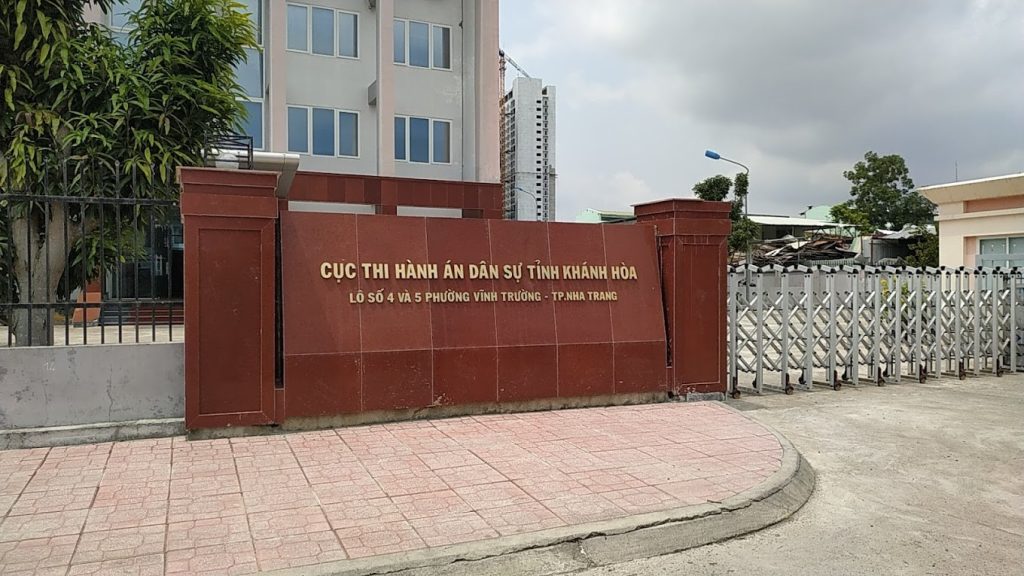 CỤC THI HÀNH ÁN DÂN SỰ TỈNH KHÁNH HÒA
LÔ SỐ 4 VÀ 5 PHƯỜNG VĨNH TRƯỜNG - TP.NHA TRANG